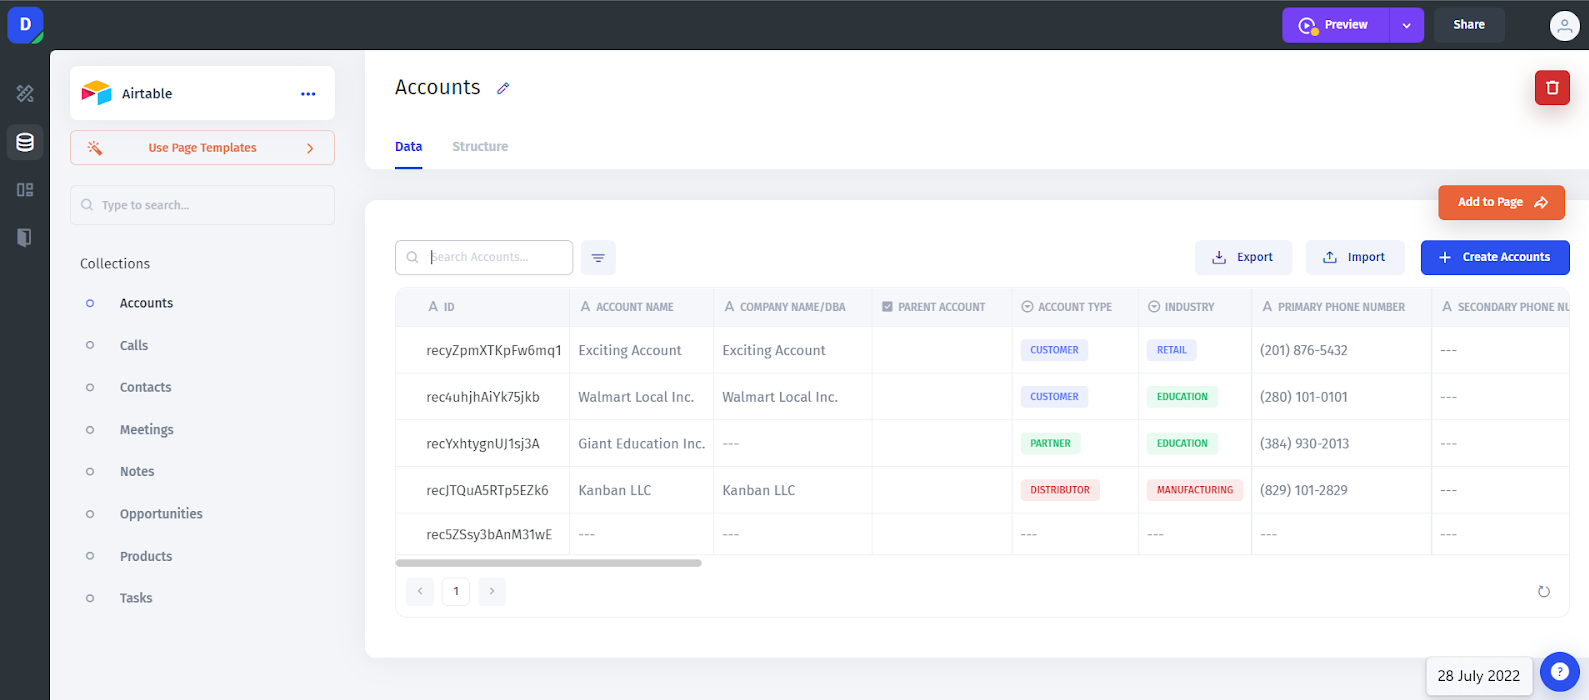 D
Preview
Share
Airtable
Use Page Templates
Type to search...
Collections
Accounts
Calls
Contacts
Meetings
Notes
Opportunities
Products
Tasks
Accounts
Data Structure
Add to Page
Search Accounts...
Export Import + Create Accounts
A ID A ACCOUNT NAME A COMPANY NAME/DBA PARENT ACCOUNT ACCOUNT TYPE INDUSTRY A PRIMARY PHONE NUMBER A SECONDARY PHONE NU
recyZpmXTKpFw6mq1 Exciting Account Exciting Account CUSTOMER RETAIL (201) 876-5432 ---
rec4uhjhAiYk75jkb Walmart Local Inc. Walmart Local Inc. CUSTOMER EDUCATION (280) 101-0101 ---
recYxhtygnUJ1sj3A Giant Education Inc. --- PARTNER EDUCATION (384) 930-2013 ---
recJTQuA5RTp5EZk6 Kanban LLC Kanban LLC DISTRIBUTOR MANUFACTURING (829) 101-2829 ---
rec5ZSsy3bAnM31wE --- --- --- --- --- ---
< 1 >
28 July 2022 ?